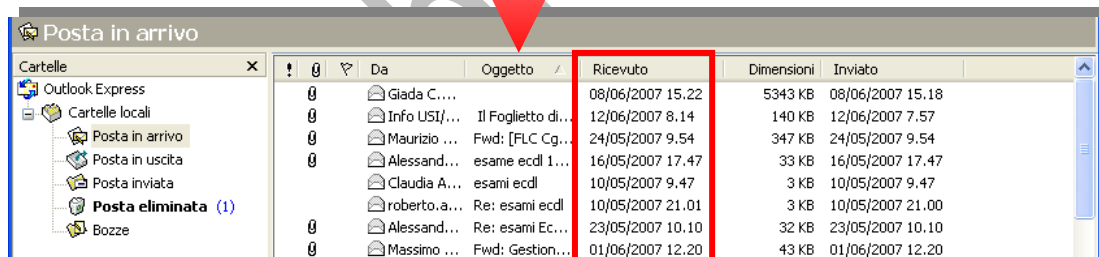 Posta in arrivo
Cartelle
Outlook Express
Cartelle locali
Posta in arrivo
Posta in uscita
Posta inviata
Posta eliminata (1)
Bozze
! Da Oggetto Ricevuto Dimensioni Inviato
Giada C.... 08/06/2007 15.22 5343 KB 08/06/2007 15.18
Info USI/... Il Foglietto di... 12/06/2007 8.14 140 KB 12/06/2007 7.57
Maurizio ... Fwd: [FLC Cg... 24/05/2007 9.54 347 KB 24/05/2007 9.54
Alessand... esame ecdl 1... 16/05/2007 17.47 33 KB 16/05/2007 17.47
Claudia A... esami ecdl 10/05/2007 9.47 3 KB 10/05/2007 9.47
roberto.a... Re: esami ecdl 10/05/2007 21.01 3 KB 10/05/2007 21.00
Alessand... Re: esami Ec... 23/05/2007 10.10 32 KB 23/05/2007 10.10
Massimo ... Fwd: Gestion... 01/06/2007 12.20 43 KB 01/06/2007 12.20